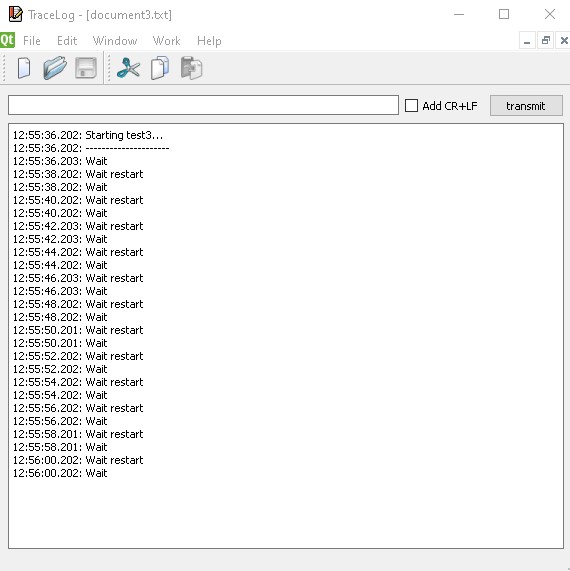 TraceLog - [document3.txt]
Qt File Edit Window Work Help
Add CR+LF transmit
12:55:36.202: Starting test3...
12:55:36.202: ---------------------
12:55:36.203: Wait
12:55:38.202: Wait restart
12:55:38.202: Wait
12:55:40.202: Wait restart
12:55:40.202: Wait
12:55:42.203: Wait restart
12:55:42.203: Wait
12:55:44.202: Wait restart
12:55:44.202: Wait
12:55:46.203: Wait restart
12:55:46.203: Wait
12:55:48.202: Wait restart
12:55:48.202: Wait
12:55:50.201: Wait restart
12:55:50.201: Wait
12:55:52.202: Wait restart
12:55:52.202: Wait
12:55:54.202: Wait restart
12:55:54.202: Wait
12:55:56.202: Wait restart
12:55:56.202: Wait
12:55:58.201: Wait restart
12:55:58.201: Wait
12:56:00.202: Wait restart
12:56:00.202: Wait